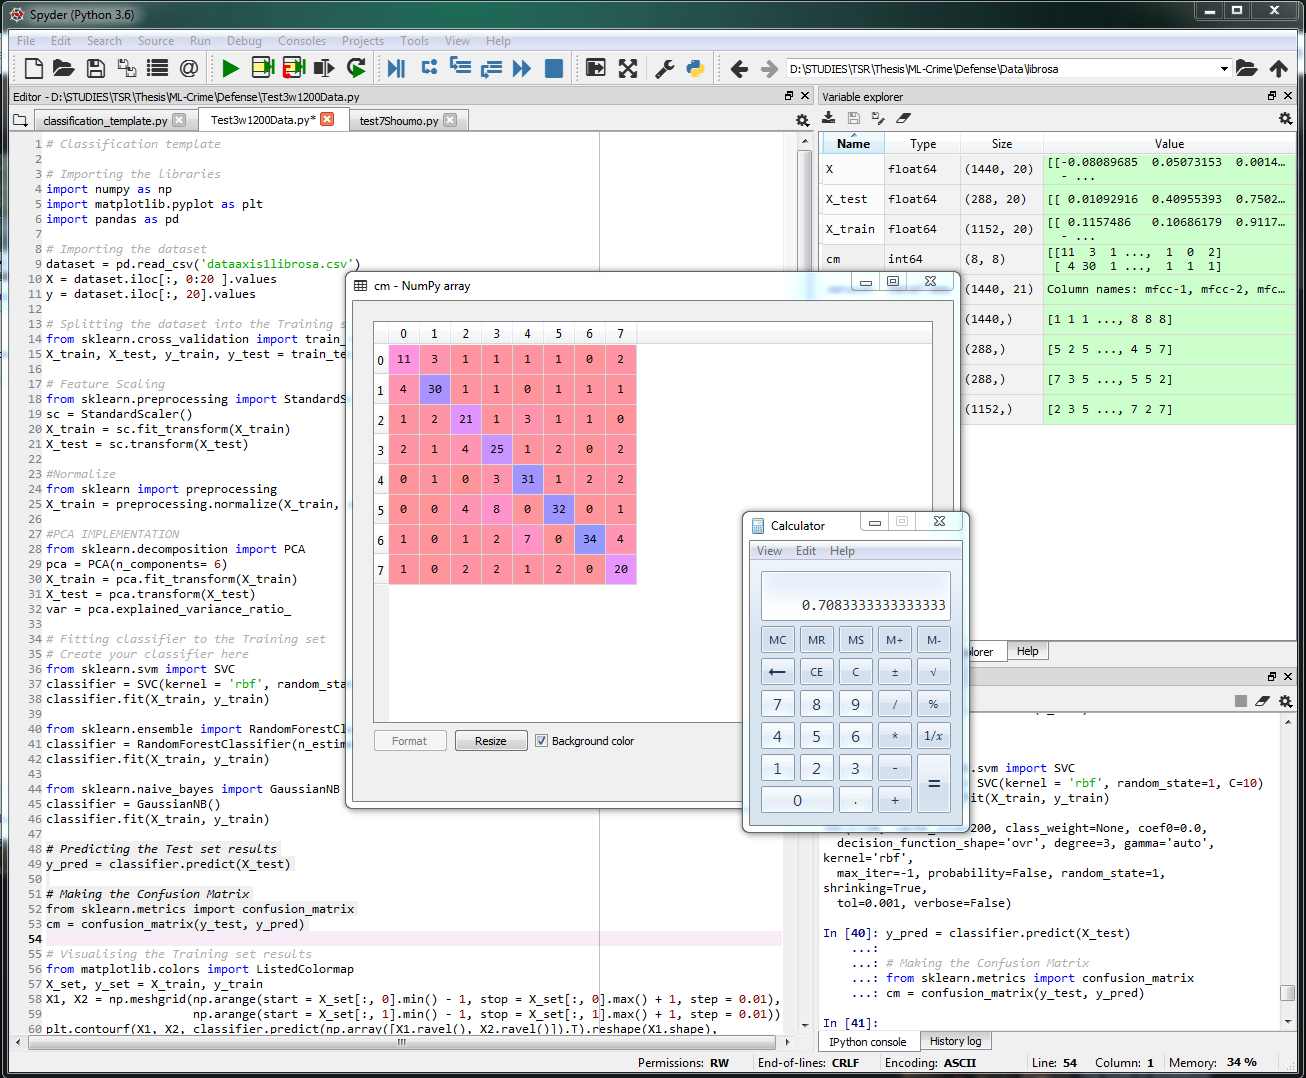 Spyder (Python 3.6)
File Edit Search Source Run Debug Consoles Projects Tools View Help
D:\STUDIES\TSR\Thesis\ML-Crime\Defense\Data\librosa
Editor - D:\STUDIES\TSR\Thesis\ML-Crime\Defense\Test3w1200Data.py
classification_template.py Test3w1200Data.py* test7Shoumo.py
1 # Classification template
2
3 # Importing the libraries
4 import numpy as np
5 import matplotlib.pyplot as plt
6 import pandas as pd
7
8 # Importing the dataset
9 dataset = pd.read_csv('dataaxis1librosa.csv')
10 X = dataset.iloc[:, 0:20 ].values
11 y = dataset.iloc[:, 20].values
12
13 # Splitting the dataset into the Training s
14 from sklearn.cross_validation import train_
15 X_train, X_test, y_train, y_test = train_te
16
17 # Feature Scaling
18 from sklearn.preprocessing import StandardS
19 sc = StandardScaler()
20 X_train = sc.fit_transform(X_train)
21 X_test = sc.transform(X_test)
22
23 #Normalize
24 from sklearn import preprocessing
25 X_train = preprocessing.normalize(X_train,
26
27 #PCA IMPLEMENTATION
28 from sklearn.decomposition import PCA
29 pca = PCA(n_components= 6)
30 X_train = pca.fit_transform(X_train)
31 X_test = pca.transform(X_test)
32 var = pca.explained_variance_ratio_
33
34 # Fitting classifier to the Training set
35 # Create your classifier here
36 from sklearn.svm import SVC
37 classifier = SVC(kernel = 'rbf', random_sta
38 classifier.fit(X_train, y_train)
39
40 from sklearn.ensemble import RandomForestCl
41 classifier = RandomForestClassifier(n_estim
42 classifier.fit(X_train, y_train)
43
44 from sklearn.naive_bayes import GaussianNB
45 classifier = GaussianNB()
46 classifier.fit(X_train, y_train)
47
48 # Predicting the Test set results
49 y_pred = classifier.predict(X_test)
50
51 # Making the Confusion Matrix
52 from sklearn.metrics import confusion_matrix
53 cm = confusion_matrix(y_test, y_pred)
54
55 # Visualising the Training set results
56 from matplotlib.colors import ListedColormap
57 X_set, y_set = X_train, y_train
58 X1, X2 = np.meshgrid(np.arange(start = X_set[:, 0].min() - 1, stop = X_set[:, 0].max() + 1, step = 0.01),
59 np.arange(start = X_set[:, 1].min() - 1, stop = X_set[:, 1].max() + 1, step = 0.01))
60 plt.contourf(X1, X2, classifier.predict(np.array([X1.ravel(), X2.ravel()]).T).reshape(X1.shape),
Variable explorer
Name Type Size Value
X float64 (1440, 20) [[-0.08089685 0.05073153 0.0014...
- ...
X_test float64 (288, 20) [[ 0.01092916 0.40955393 0.7502...
X_train float64 (1152, 20) [[ 0.1157486 0.10686179 0.9117...
- ...
cm int64 (8, 8) [[11 3 1 ..., 1 0 2]
[ 4 30 1 ..., 1 1 1]
(1440, 21) Column names: mfcc-1, mfcc-2, mfc...
(1440,) [1 1 1 ..., 8 8 8]
(288,) [5 2 5 ..., 4 5 7]
(288,) [7 3 5 ..., 5 5 2]
(1152,) [2 3 5 ..., 7 2 7]
cm - NumPy array
0 1 2 3 4 5 6 7
0 11 3 1 1 1 1 0 2
1 4 30 1 1 0 1 1 1
2 1 2 21 1 3 1 1 0
3 2 1 4 25 1 2 0 2
4 0 1 0 3 31 1 2 2
5 0 0 4 8 0 32 0 1
6 1 0 1 2 7 0 34 4
7 1 0 2 2 1 2 0 20
Format Resize Background color
Calculator
View Edit Help
0.7083333333333333
MC MR MS M+ M-
← CE C ± √
7 8 9 / %
4 5 6 * 1/x
1 2 3 - =
0 . +
lorer Help
.svm import SVC
SVC(kernel = 'rbf', random_state=1, C=10)
it(X_train, y_train)
200, class_weight=None, coef0=0.0,
decision_function_shape='ovr', degree=3, gamma='auto',
kernel='rbf',
max_iter=-1, probability=False, random_state=1,
shrinking=True,
tol=0.001, verbose=False)
In [40]: y_pred = classifier.predict(X_test)
...:
...: # Making the Confusion Matrix
...: from sklearn.metrics import confusion_matrix
...: cm = confusion_matrix(y_test, y_pred)
In [41]:
IPython console History log
Permissions: RW End-of-lines: CRLF Encoding: ASCII Line: 54 Column: 1 Memory: 34 %